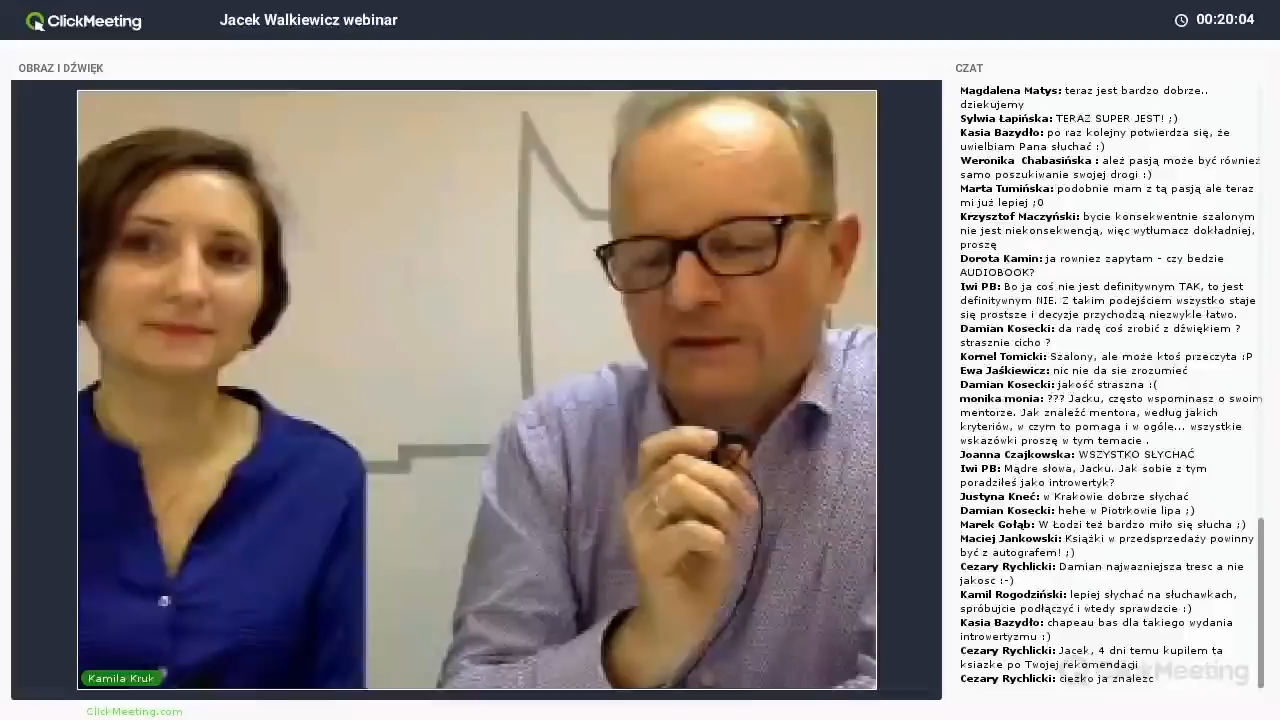 ClickMeeting
Jacek Walkiewicz webinar
00:20:04
OBRAZ I DŹWIĘK
CZAT
Magdalena Matys: teraz jest bardzo dobrze..
dziekujemy
Sylwia Łapińska: TERAZ SUPER JEST! ;)
Kasia Bazydło: po raz kolejny potwierdza się, że
uwielbiam Pana słuchać :)
Weronika Chabasińska : ależ pasją może być również
samo poszukiwanie swojej drogi :)
Marta Tumińska: podobnie mam z tą pasją ale teraz
mi już lepiej ;0
Krzysztof Maczyński: bycie konsekwentnie szalonym
nie jest niekonsekwencją, więc wytłumacz dokładniej,
proszę
Dorota Kamin: ja rowniez zapytam - czy bedzie
AUDIOBOOK?
Iwi PB: Bo ja coś nie jest definitywnym TAK, to jest
definitywnym NIE. Z takim podejściem wszystko staje
się prostsze i decyzje przychodzą niezwykle łatwo.
Damian Kosecki: da radę coś zrobić z dźwiękiem ?
strasznie cicho ?
Kornel Tomicki: Szalony, ale może ktoś przeczyta :P
Ewa Jaśkiewicz: nic nie da sie zrozumieć
Damian Kosecki: jakość straszna :(
monika monia: ??? Jacku, często wspominasz o swoim
mentorze. Jak znaleźć mentora, według jakich
kryteriów, w czym to pomaga i w ogóle... wszystkie
wskazówki proszę w tym temacie .
Joanna Czajkowska: WSZYSTKO SŁYCHAĆ
Iwi PB: Mądre słowa, Jacku. Jak sobie z tym
poradziłeś jako introwertyk?
Justyna Kneć: w Krakowie dobrze słychać
Damian Kosecki: hehe w Piotrkowie lipa ;)
Marek Gołąb: W Łodzi też bardzo miło się słucha ;)
Maciej Jankowski: Książki w przedsprzedaży powinny
być z autografem! ;)
Cezary Rychlicki: Damian najwazniejsza tresc a nie
jakosc :-)
Kamil Rogodziński: lepiej słychać na słuchawkach,
spróbujcie podłączyć i wtedy sprawdzcie :)
Kasia Bazydło: chapeau bas dla takiego wydania
introwertyzmu :)
Cezary Rychlicki: Jacek, 4 dni temu kupilem ta
ksiazke po Twojej rekomendagi
Cezary Rychlicki: ciezko ja znalezc
ClickMeeting
Kamila Kruk
ClickMeeting.com